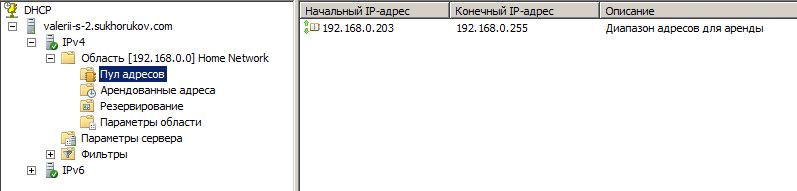 DHCP
valerii-s-2.sukhorukov.com
IPv4
Область [192.168.0.0] Home Network
Пул адресов
Арендованные адреса
Резервирование
Параметры области
Параметры сервера
Фильтры
IPv6
Начальный IP-адрес Конечный IP-адрес Описание
192.168.0.203 192.168.0.255 Диапазон адресов для аренды